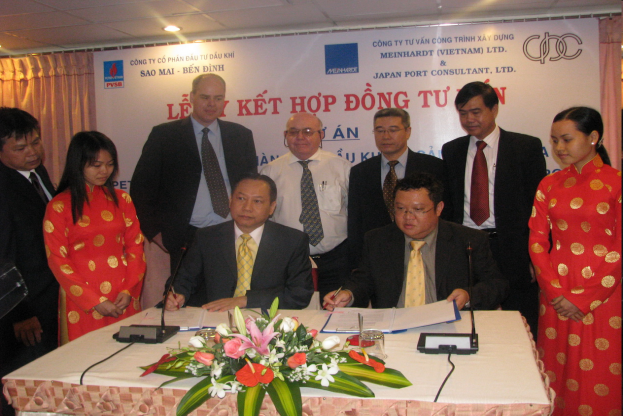 PVSB
CÔNG TY CỔ PHẦN ĐẦU TƯ DẦU KHÍ
SAO MAI - BẾN ĐÌNH
MEINHARDT
CÔNG TY TƯ VẤN CÔNG TRÌNH XÂY DỰNG
MEINHARDT (VIETNAM) LTD.
&
JAPAN PORT CONSULTANT, LTD.
LỄ KÝ KẾT HỢP ĐỒNG TƯ VẤN
DỰ ÁN